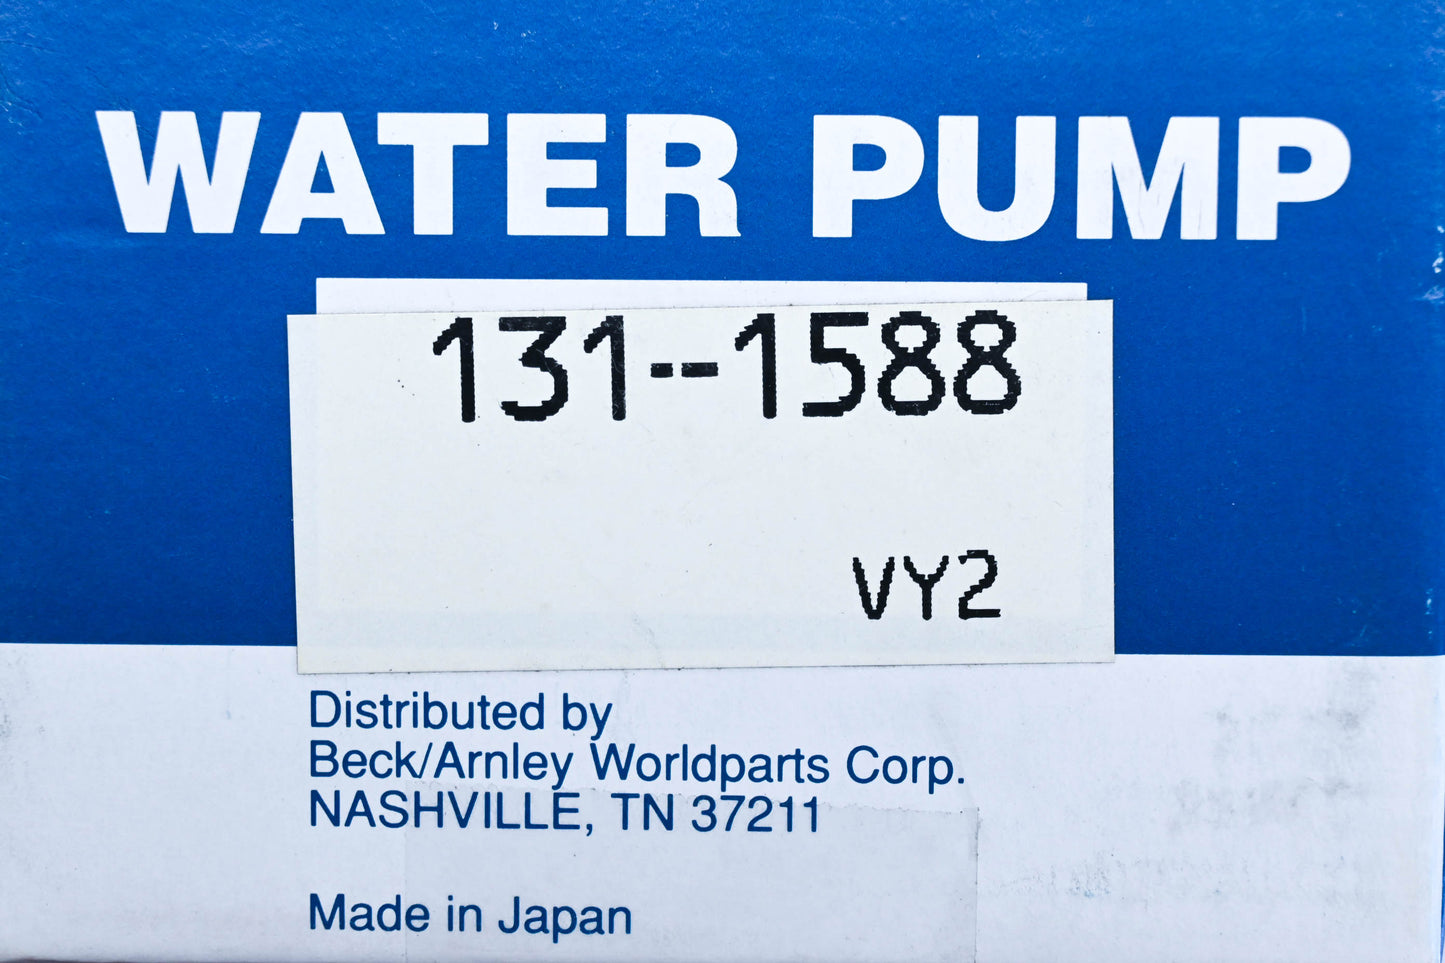 WATER PUMP
131--1588
VY2
Distributed by
Beck/Arnley Worldparts Corp.
NASHVILLE, TN 37211
Made in Japan